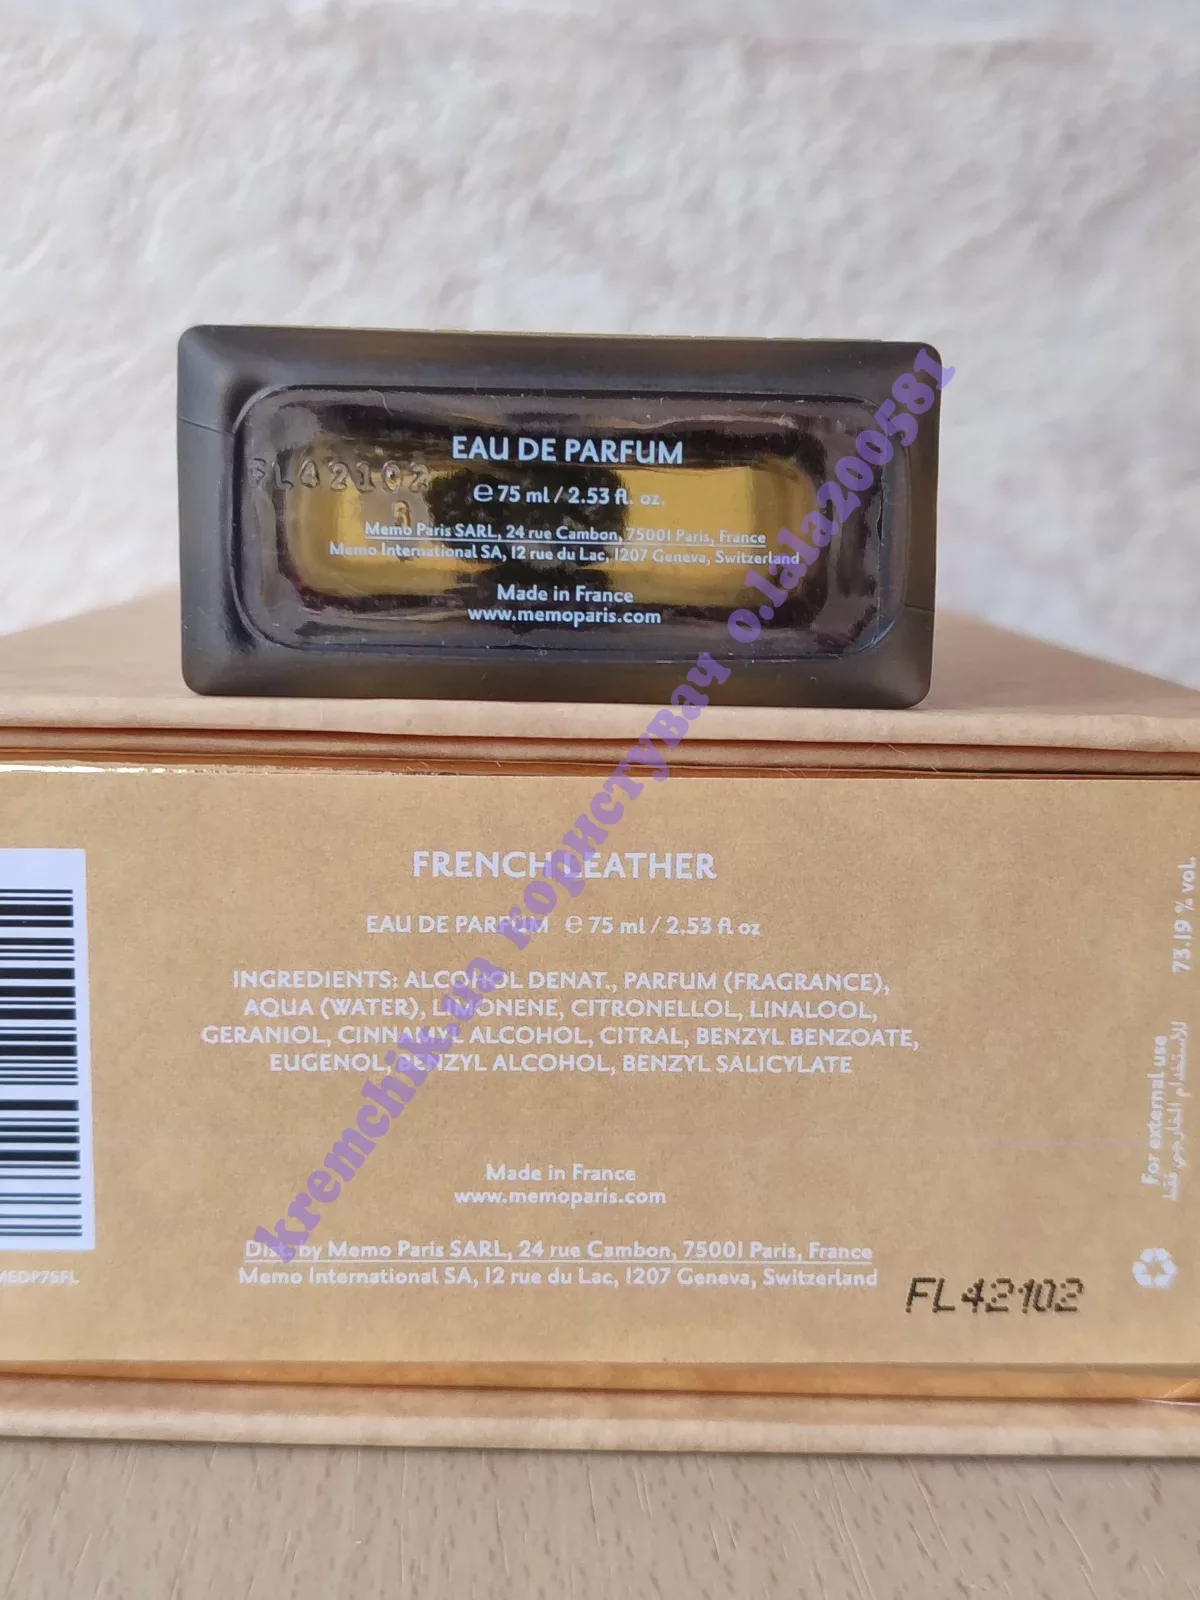 EAU DE PARFUM
FL42102
℮ 75 ml / 2.53 fl. oz.
Memo Paris SARL, 24 rue Cambon, 75001 Paris, France
Memo International SA, 12 rue du Lac, 1207 Geneva, Switzerland
Made in France
www.memoparis.com
FRENCH LEATHER
EAU DE PARFUM ℮ 75 ml / 2.53 fl oz
INGREDIENTS: ALCOHOL DENAT., PARFUM (FRAGRANCE),
AQUA (WATER), LIMONENE, CITRONELLOL, LINALOOL,
GERANIOL, CINNAMYL ALCOHOL, CITRAL, BENZYL BENZOATE,
EUGENOL, BENZYL ALCOHOL, BENZYL SALICYLATE
Made in France
www.memoparis.com
Dist. by Memo Paris SARL, 24 rue Cambon, 75001 Paris, France
Memo International SA, 12 rue du Lac, 1207 Geneva, Switzerland
FL42102
MEDP75FL
73.19 % vol.
For external use
للاستخدام الخارجي فقط
kremchik.ua користувач o.lala200581